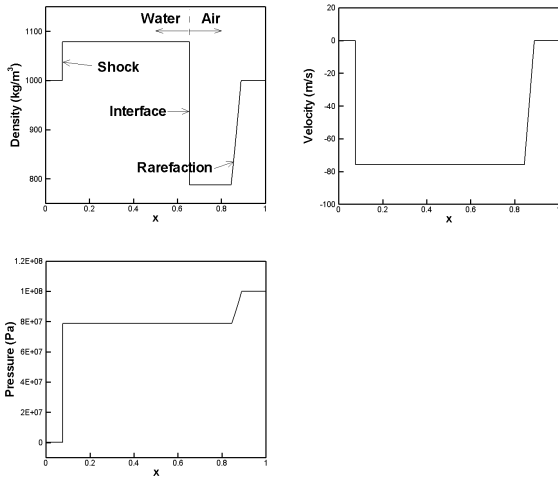 Water Air
1100
1000
900
800
Density (kg/m³)
Shock
Interface
Rarefaction
0 0.2 0.4 0.6 0.8 1
x
0
-20
-40
-60
-80
-100
Velocity (m/s)
0 0.2 0.4 0.6 0.8 1
x
1.2E+08
1E+08
8E+07
6E+07
4E+07
2E+07
0
Pressure (Pa)
0 0.2 0.4 0.6 0.8 1
x